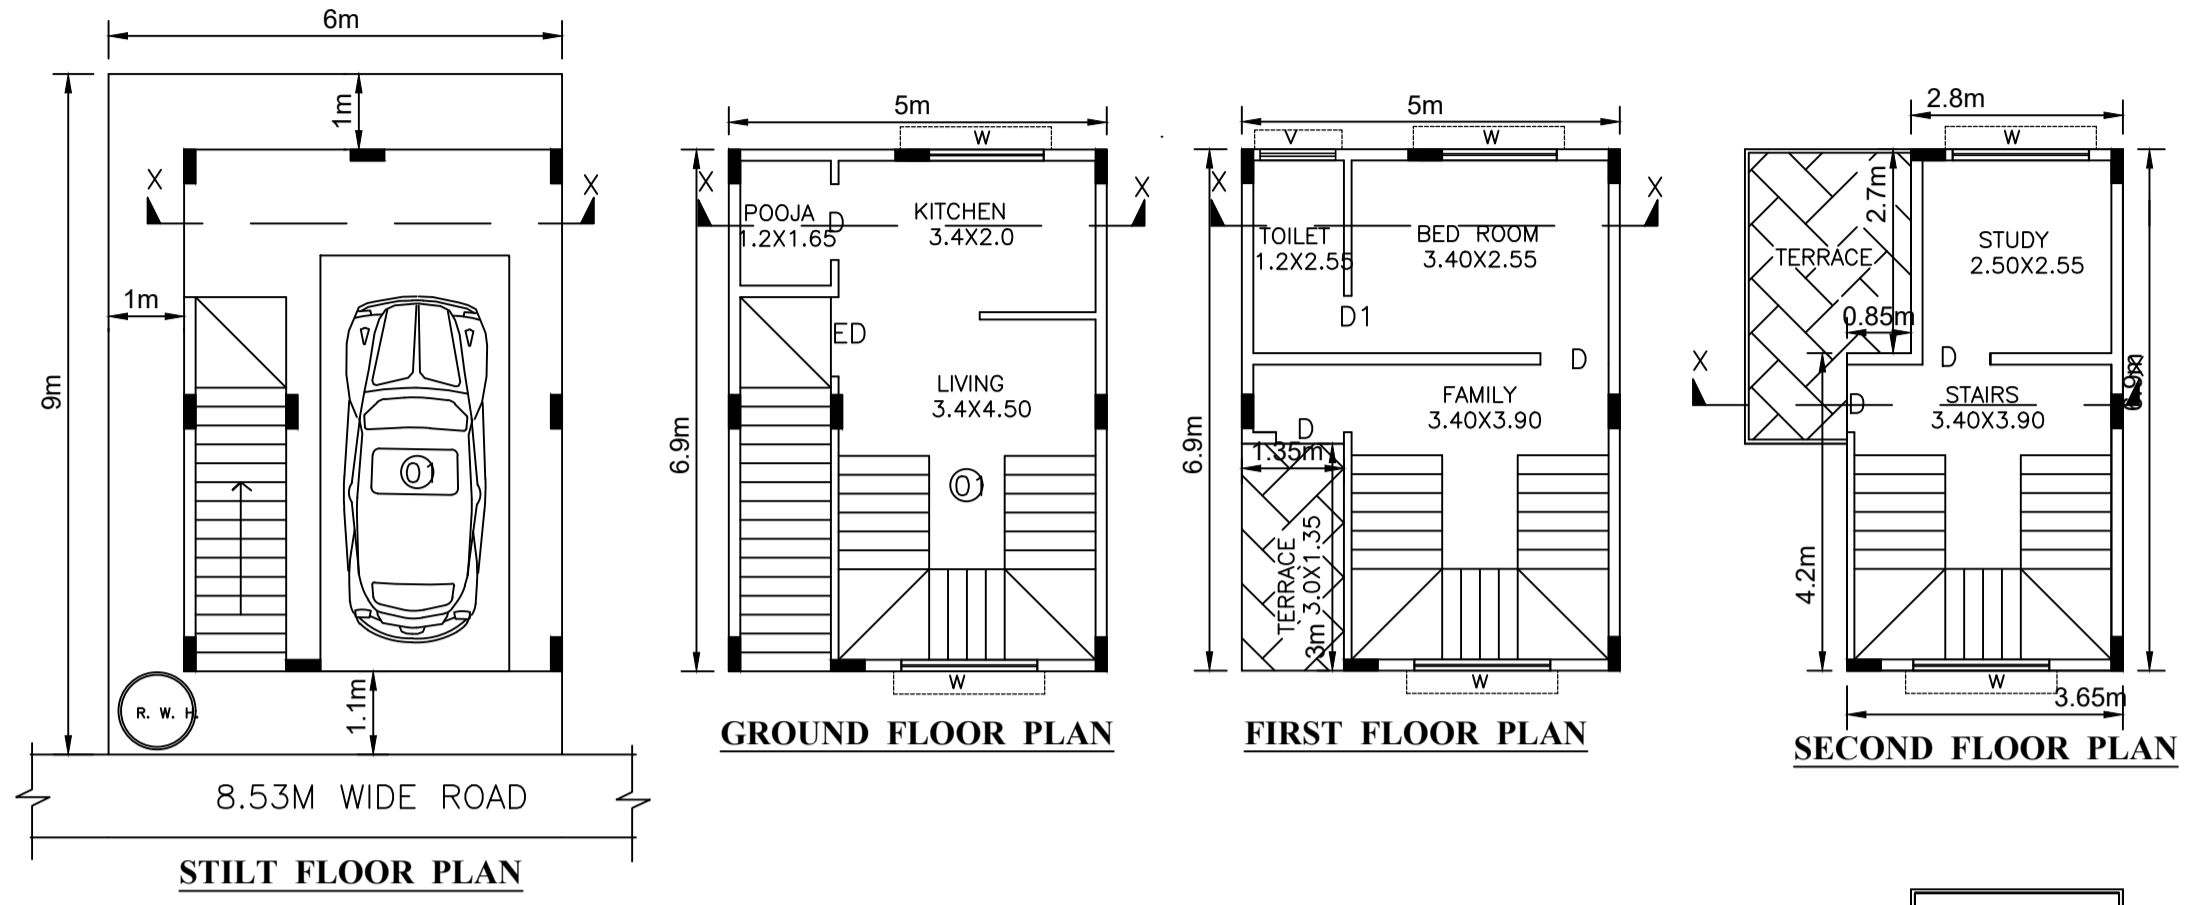 6m
9m
1m
X
X
1m
01
R. W. H.
1.1m
8.53M WIDE ROAD
STILT FLOOR PLAN
5m
6.9m
W
X
X
POOJA
1.2X1.65
D
KITCHEN
3.4X2.0
ED
LIVING
3.4X4.50
01
W
GROUND FLOOR PLAN
5m
6.9m
V
W
X
X
TOILET
1.2X2.55
BED ROOM
3.40X2.55
D1
D
FAMILY
3.40X3.90
D
1.35m
TERRACE
3.0X1.35
3m
W
FIRST FLOOR PLAN
2.8m
W
2.7m
TERRACE
STUDY
2.50X2.55
0.85m
D
X
X
6.9m
D
STAIRS
3.40X3.90
4.2m
W
3.65m
SECOND FLOOR PLAN